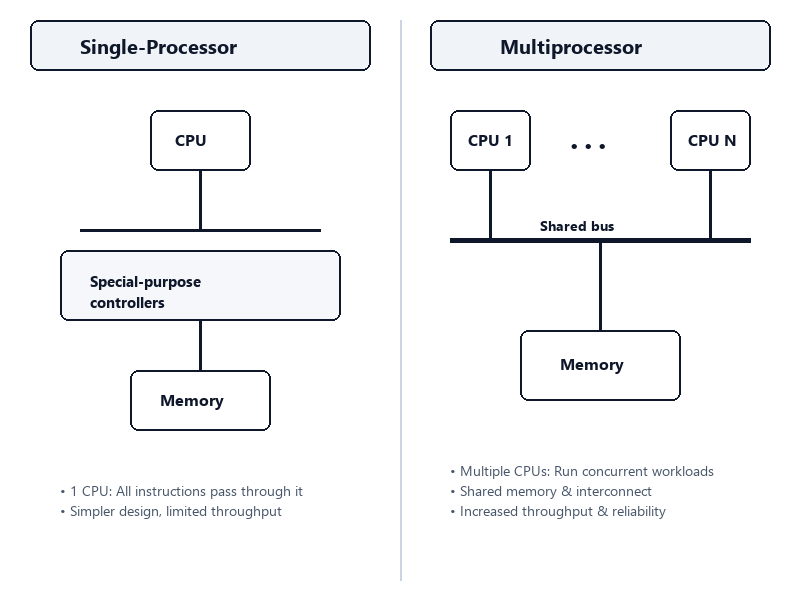 Single-Processor
CPU
Special-purpose
controllers
Memory
• 1 CPU: All instructions pass through it
• Simpler design, limited throughput
Multiprocessor
CPU 1
...
CPU N
Shared bus
Memory
• Multiple CPUs: Run concurrent workloads
• Shared memory & interconnect
• Increased throughput & reliability